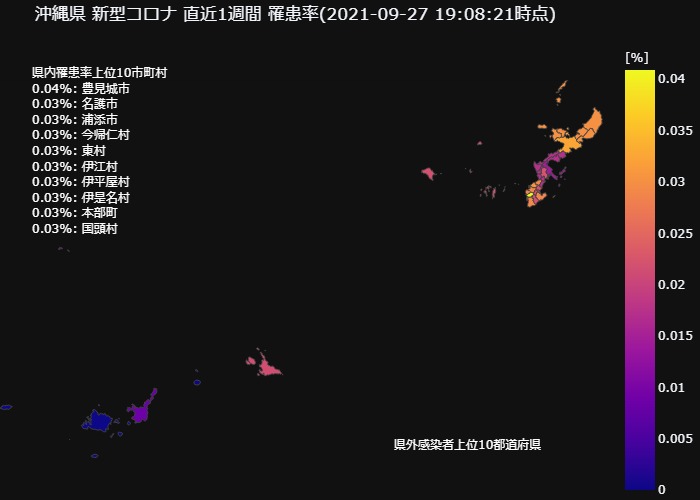 沖縄県 新型コロナ 直近1週間 罹患率(2021-09-27 19:08:21時点)
[%]
県内罹患率上位10市町村
0.04%: 豊見城市
0.03%: 名護市
0.03%: 浦添市
0.03%: 今帰仁村
0.03%: 東村
0.03%: 伊江村
0.03%: 伊平屋村
0.03%: 伊是名村
0.03%: 本部町
0.03%: 国頭村
0.04
0.035
0.03
0.025
0.02
0.015
0.01
0.005
0
県外感染者上位10都道府県